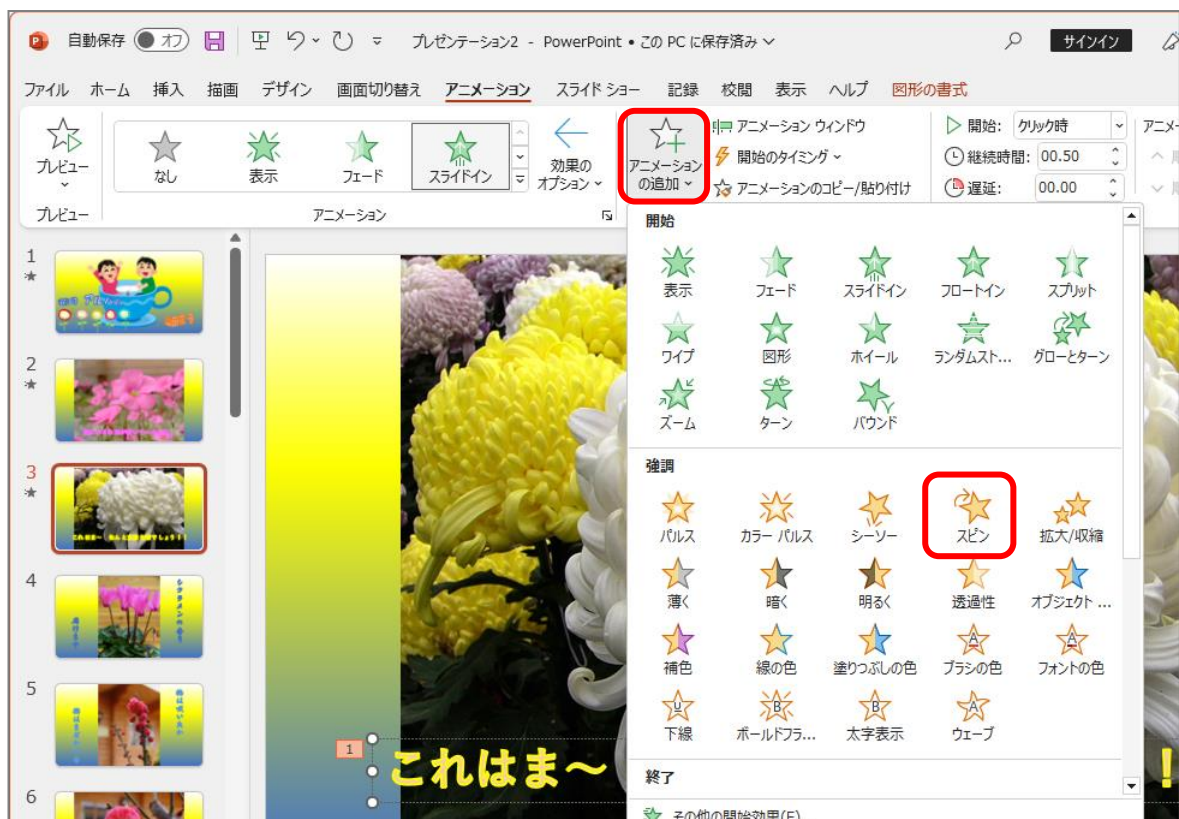 自動保存 オフ プレゼンテーション2 - PowerPoint • この PC に保存済み サインイン
ファイル ホーム 挿入 描画 デザイン 画面切り替え アニメーション スライド ショー 記録 校閲 表示 ヘルプ 図形の書式
プレビュー
なし 表示 フェード スライドイン
効果のオプション
アニメーションの追加
アニメーション ウィンドウ
開始のタイミング
アニメーションのコピー/貼り付け
開始: クリック時
継続時間: 00.50
遅延: 00.00
プレビュー アニメーション
開始
表示 フェード スライドイン フロートイン スプリット
ワイプ 図形 ホイール ランダムスト... グローとターン
ズーム ターン バウンド
強調
パルス カラー パルス シーソー スピン 拡大/収縮
薄く 暗く 明るく 透過性 オブジェクト ...
補色 線の色 塗りつぶしの色 ブラシの色 フォントの色
下線 ボールドフラ... 太字表示 ウェーブ
終了
その他の開始効果(E)
1
2
3
4
5
6
1
これはま～
！